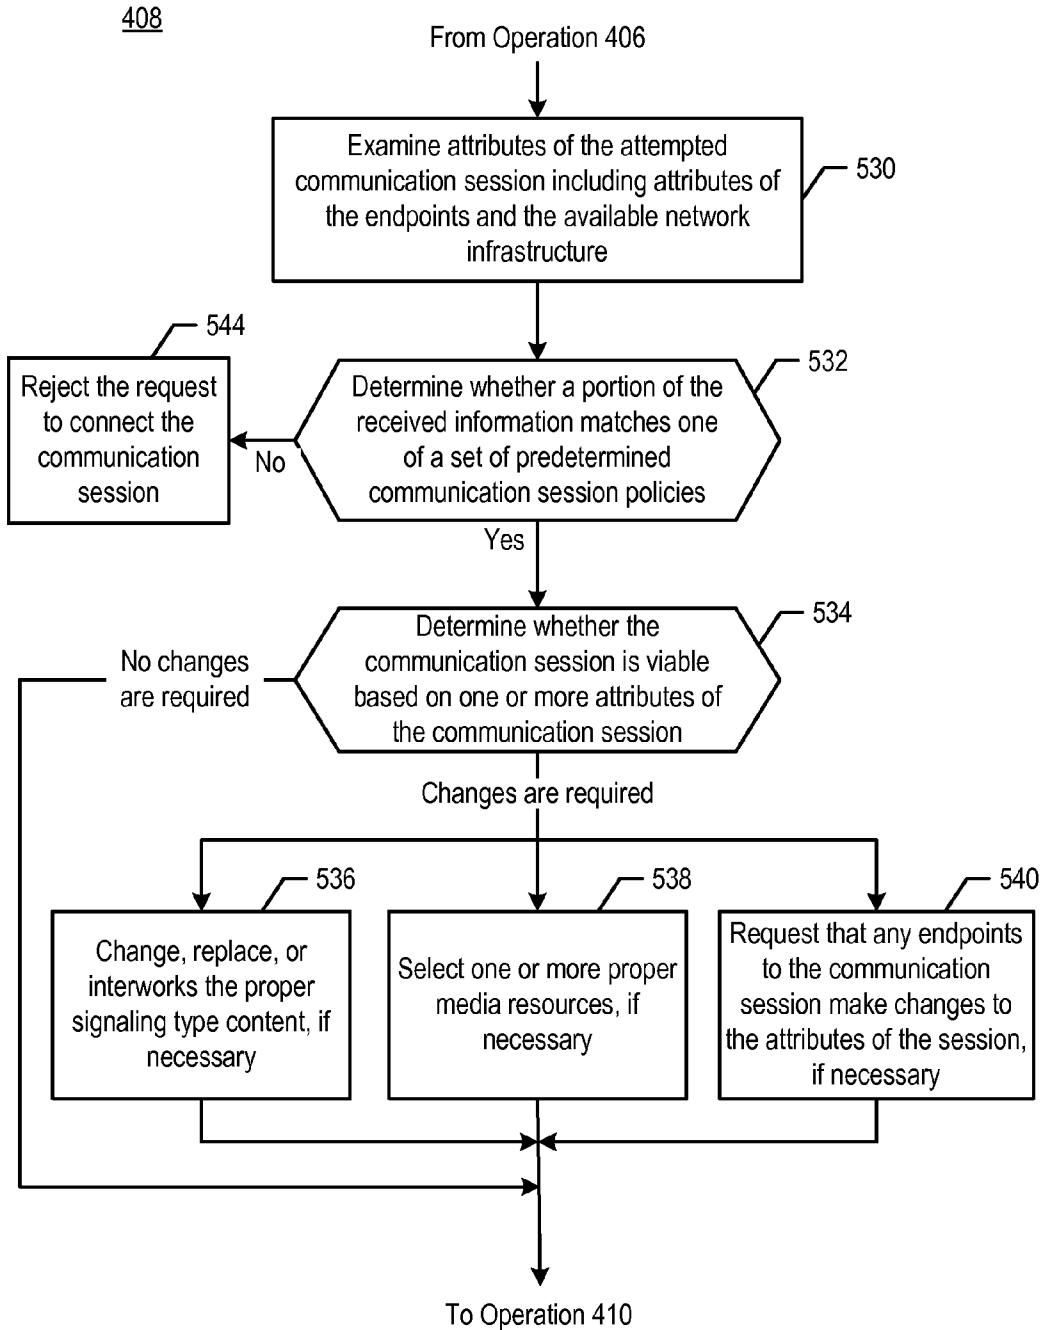 408
From Operation 406
Examine attributes of the attempted
communication session including attributes of
the endpoints and the available network
infrastructure
530
544
Reject the request
to connect the
communication
session
No
Determine whether a portion of the
received information matches one
of a set of predetermined
communication session policies
532
Yes
534
Determine whether the
communication session is viable
based on one or more attributes of
the communication session
No changes
are required
Changes are required
536
Change, replace, or
interworks the proper
signaling type content, if
necessary
538
Select one or more proper
media resources, if
necessary
540
Request that any endpoints
to the communication
session make changes to
the attributes of the session,
if necessary
To Operation 410